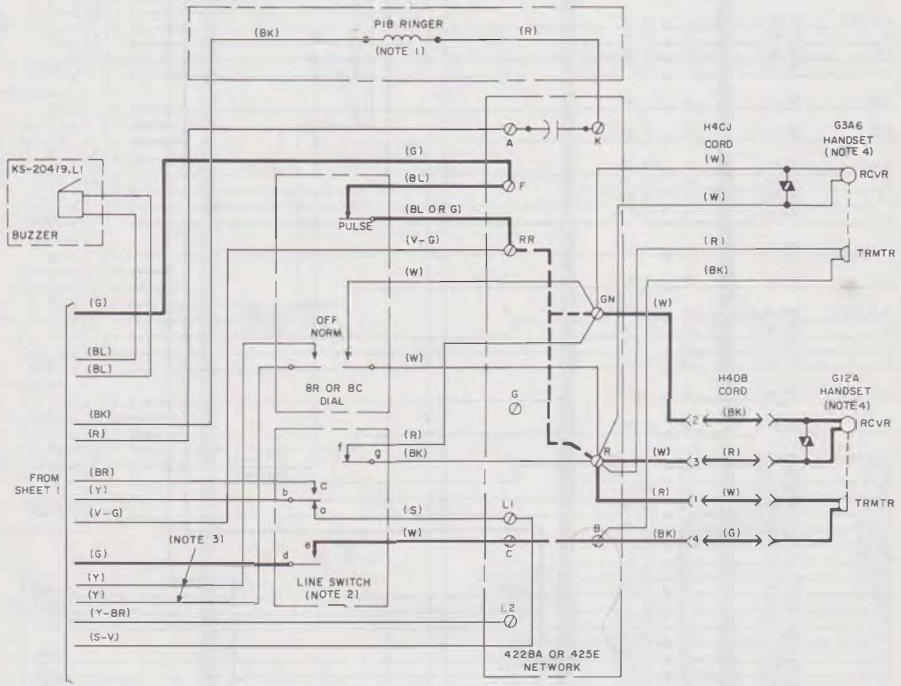 PIB RINGER
(BK)
(R)
(NOTE 1)
A
K
H4CJ
CORD
(W)
G3A6
HANDSET
(NOTE 4)
RCVR
(G)
(BL)
F
(W)
KS-20419,L1
BUZZER
PULSE
(BL OR G)
(V-G)
RR
(R)
(BK)
TRMTR
(W)
GN
(W)
(G)
OFF
NORM
(W)
(BL)
(BL)
8R OR 8C
DIAL
G
H4DB
CORD
G12A
HANDSET
(NOTE 4)
(BK)
(R)
f
g
(R)
(BK)
2
(BK)
RCVR
R
(W)
3
(R)
FROM
SHEET 1
(BR)
(Y)
(V-G)
b
c
a
(S)
L1
(R)
1
(W)
TRMTR
(NOTE 3)
(W)
C
B
(BK)
4
(G)
(G)
d
e
LINE SWITCH
(NOTE 2)
(Y)
(Y)
(Y-BR)
L2
(S-V)
422BA OR 425E
NETWORK